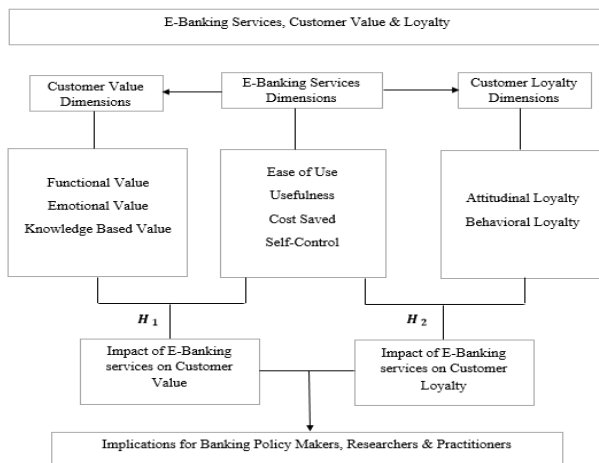 E-Banking Services, Customer Value & Loyalty
Customer Value
Dimensions
E-Banking Services
Dimensions
Customer Loyalty
Dimensions
Functional Value
Emotional Value
Knowledge Based Value
Ease of Use
Usefulness
Cost Saved
Self-Control
Attitudinal Loyalty
Behavioral Loyalty
H 1
H 2
Impact of E-Banking
services on Customer
Value
Impact of E-Banking
services on Customer
Loyalty
Implications for Banking Policy Makers, Researchers & Practitioners